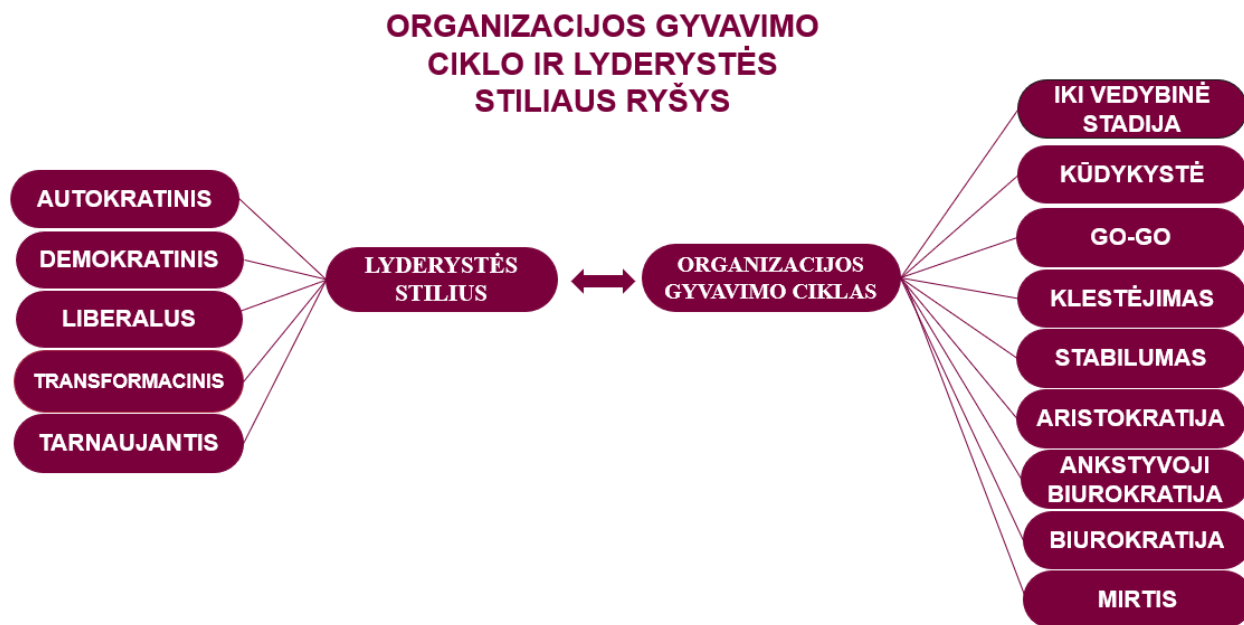 ORGANIZACIJOS GYVAVIMO
CIKLO IR LYDERYSTĖS
STILIAUS RYŠYS
AUTOKRATINIS
DEMOKRATINIS
LIBERALUS
TRANSFORMACINIS
TARNAUJANTIS
LYDERYSTĖS
STILIUS
ORGANIZACIJOS
GYVAVIMO CIKLAS
IKI VEDYBINĖ
STADIJA
KŪDYKYSTĖ
GO-GO
KLESTĖJIMAS
STABILUMAS
ARISTOKRATIJA
ANKSTYVOJI
BIUROKRATIJA
BIUROKRATIJA
MIRTIS